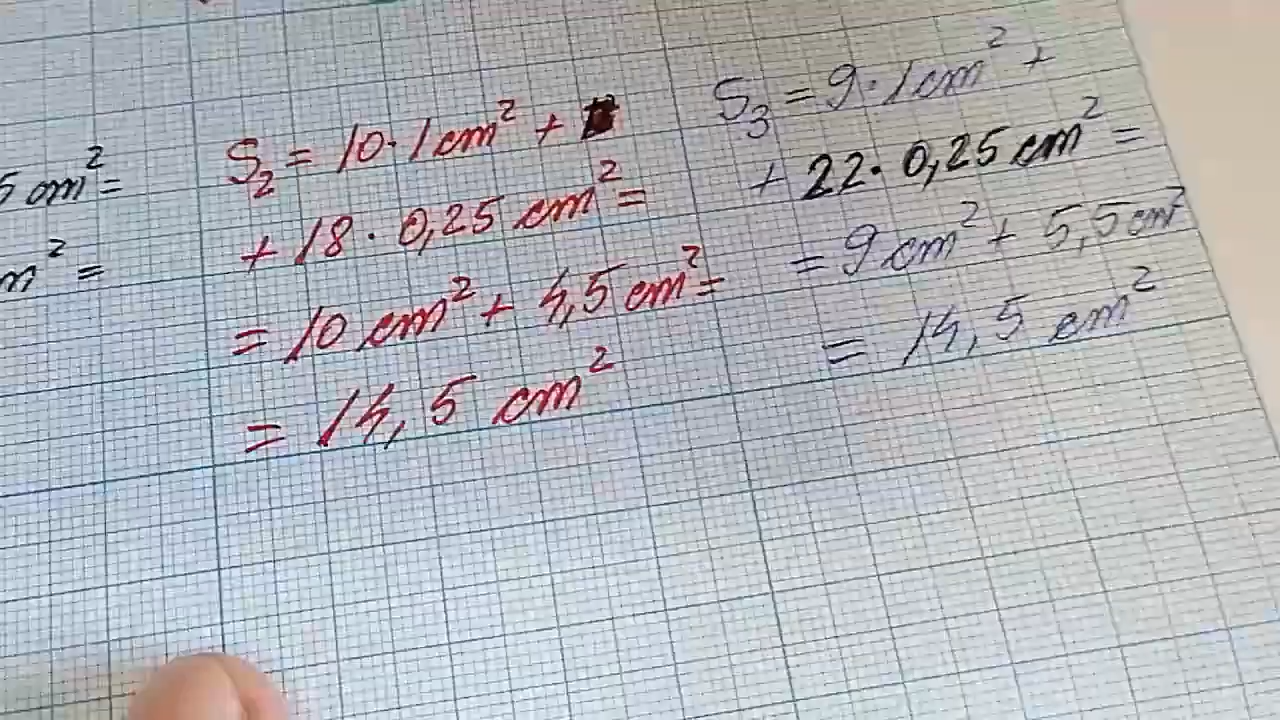 5 cm² =
m² =
S₂ = 10·1 cm² +
+ 18 · 0,25 cm² =
= 10 cm² + 4,5 cm² =
= 14,5 cm²
S₃ = 9·1 cm² +
+ 22 · 0,25 cm² =
= 9 cm² + 5,5 cm²
= 14,5 cm²